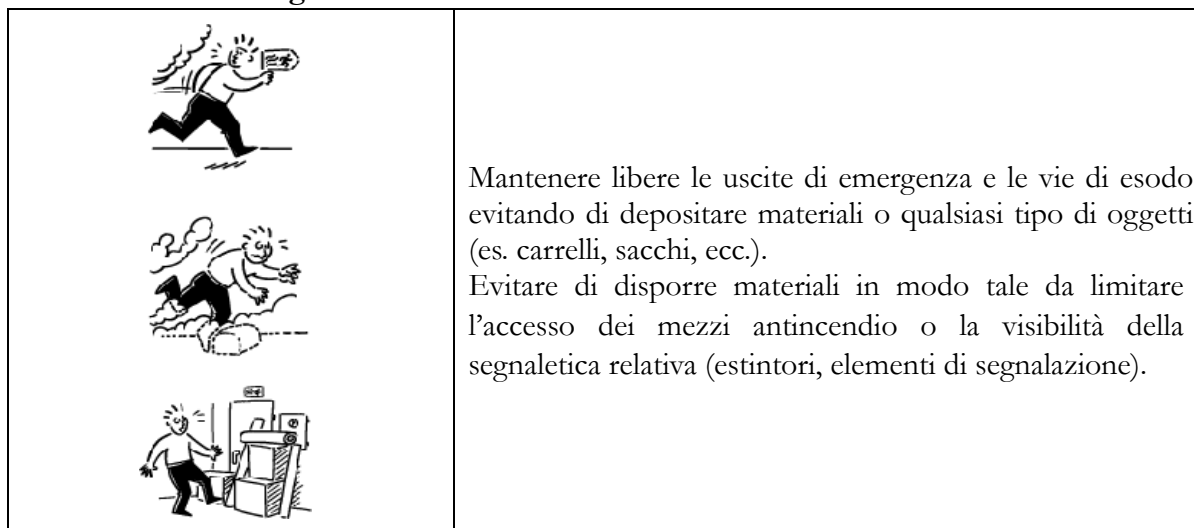 Mantenere libere le uscite di emergenza e le vie di esodo
evitando di depositare materiali o qualsiasi tipo di oggetti
(es. carrelli, sacchi, ecc.).
Evitare di disporre materiali in modo tale da limitare
l’accesso dei mezzi antincendio o la visibilità della
segnaletica relativa (estintori, elementi di segnalazione).